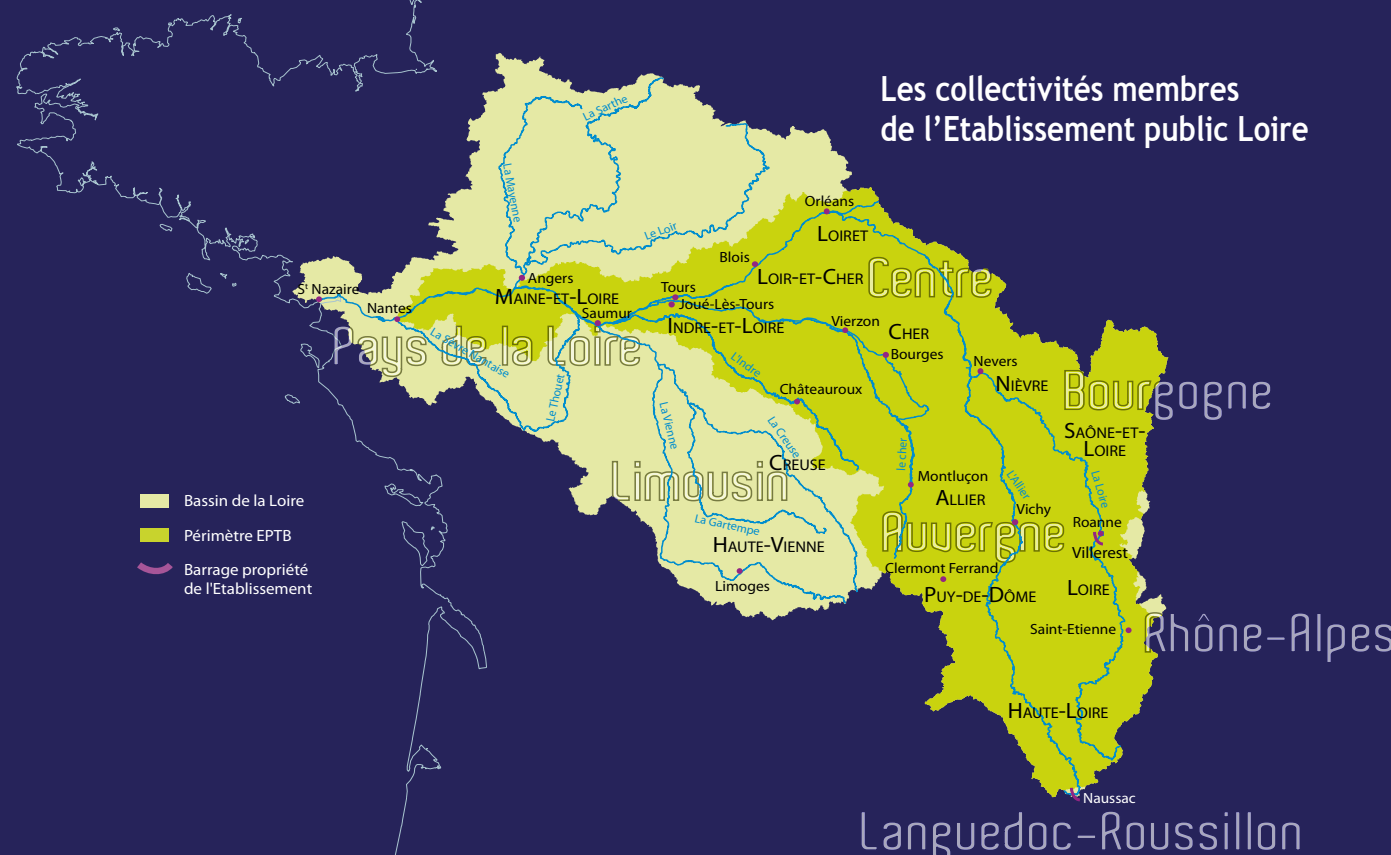 Les collectivités membres
de l'Etablissement public Loire
La Sarthe
La Mayenne
Le Loir
Orléans
LOIRET
Blois
LOIR-ET-CHER
Centre
Angers
MAINE-ET-LOIRE
St Nazaire
Nantes
Saumur
Tours
Joué-Lès-Tours
INDRE-ET-LOIRE
Vierzon
CHER
Bourges
Pays de la Loire
La Sèvre Nantaise
L'Indre
Nevers
NIÈVRE
Bourgogne
Châteauroux
Le Thouet
La Vienne
La Creuse
SAÔNE-ET-
LOIRE
CREUSE
le cher
Limousin
Montluçon
ALLIER
L'Allier
La Loire
Vichy
Roanne
Villerest
La Gartempe
HAUTE-VIENNE
Auvergne
Clermont Ferrand
PUY-DE-DÔME
LOIRE
Limoges
Saint-Etienne
Rhône-Alpes
HAUTE-LOIRE
Naussac
Languedoc-Roussillon
Bassin de la Loire
Périmètre EPTB
Barrage propriété
de l'Etablissement